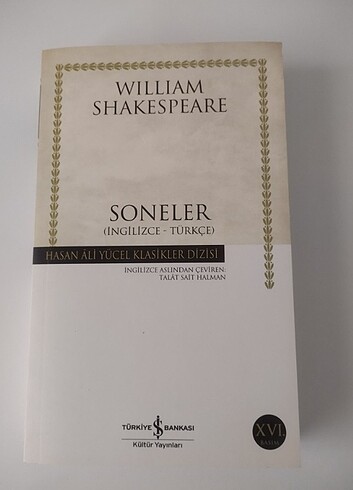 WILLIAM
SHAKESPEARE
SONELER
(İNGİLİZCE - TÜRKÇE)
HASAN ÂLİ YÜCEL KLASİKLER DİZİSİ
İNGİLİZCE ASLINDAN ÇEVİREN:
TALÂT SAİT HALMAN
TÜRKİYE İŞ BANKASI
Kültür Yayınları
XVI.
BASIM